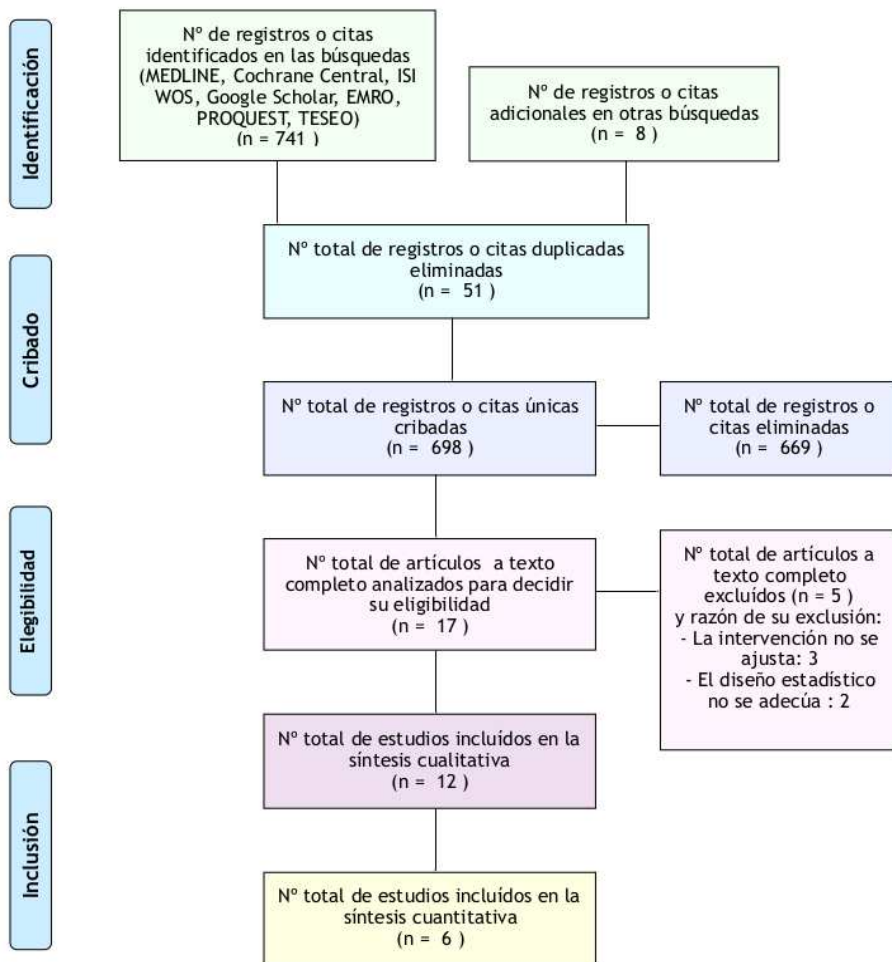 Identificación
Nº de registros o citas
identificados en las búsquedas
(MEDLINE, Cochrane Central, ISI
WOS, Google Scholar, EMRO,
PROQUEST, TESEO)
(n = 741 )
Nº de registros o citas
adicionales en otras búsquedas
(n = 8 )
Cribado
Nº total de registros o citas duplicadas
eliminadas
(n = 51 )
Nº total de registros o citas únicas
cribadas
(n = 698 )
Nº total de registros o
citas eliminadas
(n = 669 )
Elegibilidad
Nº total de artículos a texto
completo analizados para decidir
su eligibilidad
(n = 17 )
Nº total de artículos a
texto completo
excluídos (n = 5 )
y razón de su exclusión:
- La intervención no se
ajusta: 3
- El diseño estadístico
no se adecúa : 2
Inclusión
Nº total de estudios incluídos en la
síntesis cualitativa
(n = 12 )
Nº total de estudios incluídos en la
síntesis cuantitativa
(n = 6 )